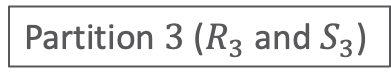 Partition 3 (R₃ and S₃)